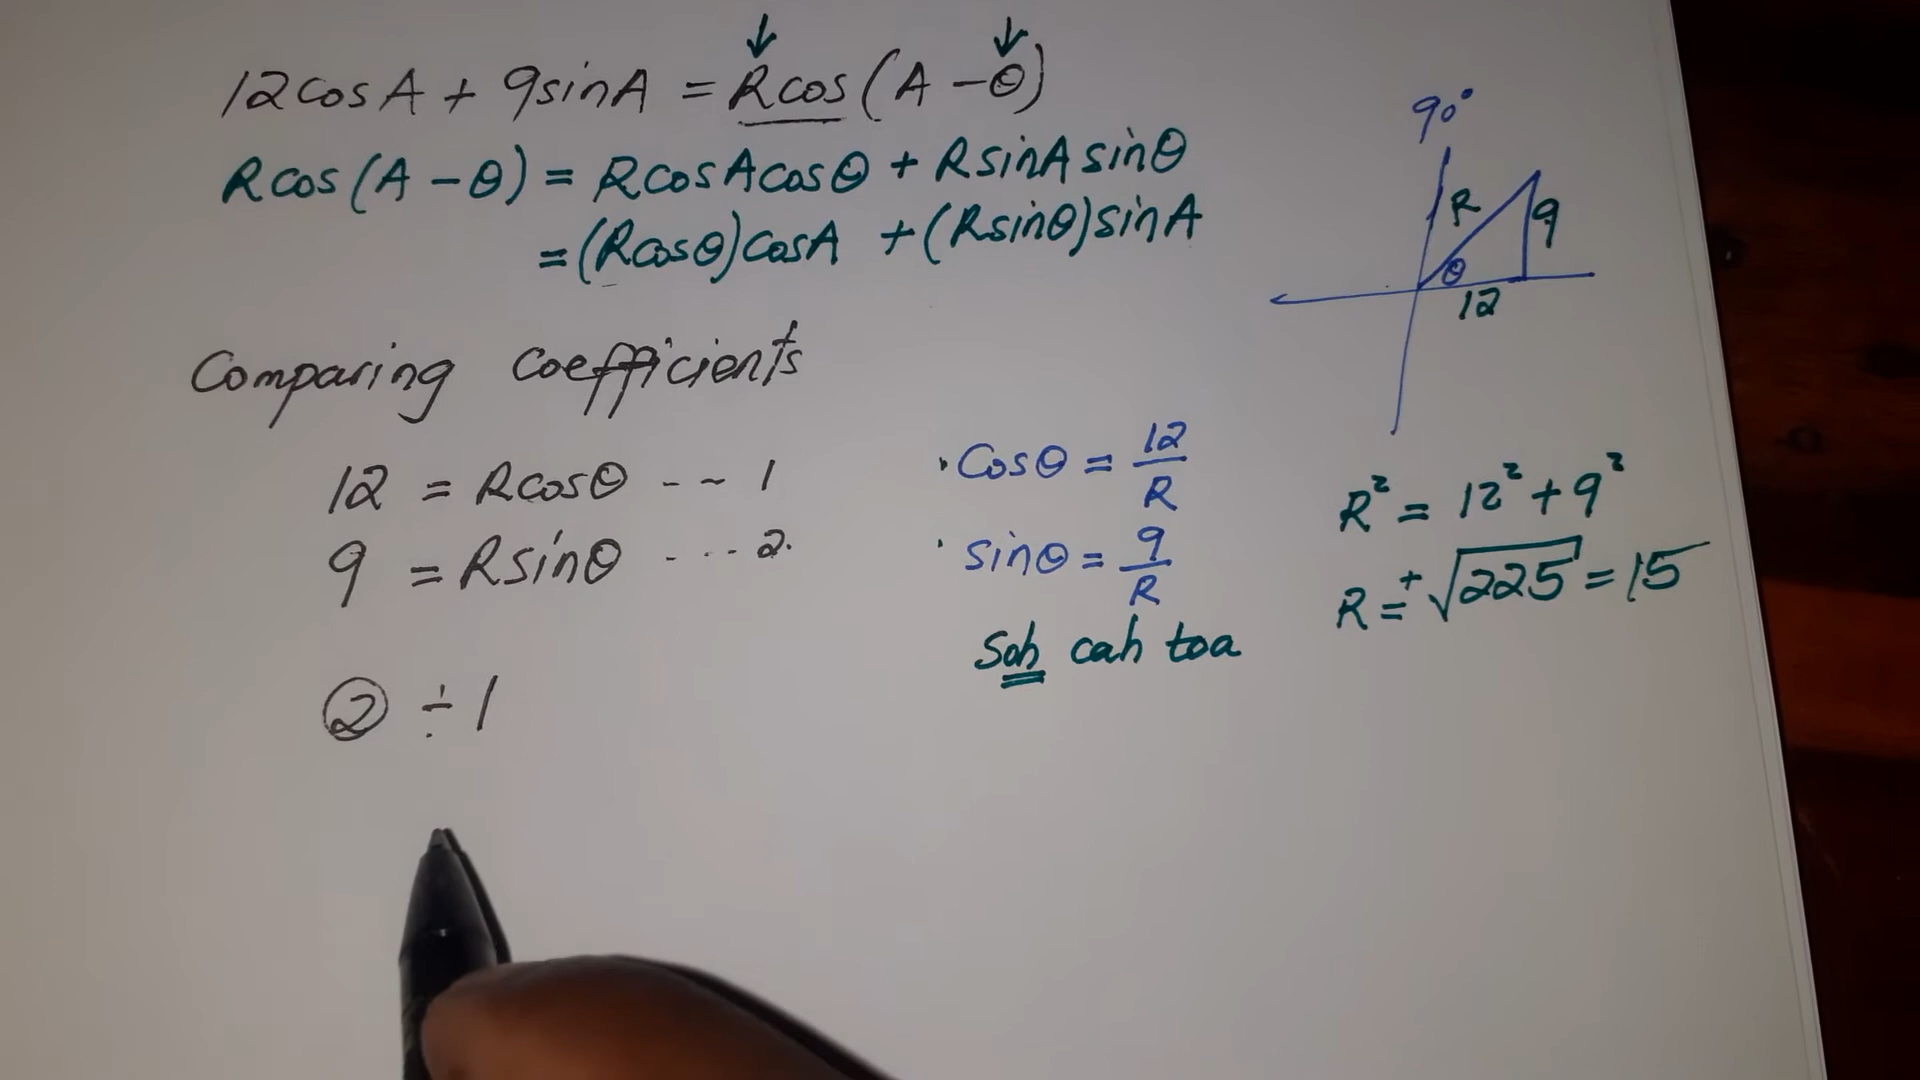 12cosA + 9sinA = Rcos(A - θ)
Rcos(A - θ) = RcosAcosθ + RsinAsinθ
= (Rcosθ)cosA + (Rsinθ)sinA
90°
R
9
θ
12
Comparing Coefficients
12 = Rcosθ -- 1
9 = Rsinθ --- 2.
② ÷ 1
Cosθ = 12/R
sinθ = 9/R
Soh cah toa
R² = 12² + 9²
R = +√225 = 15